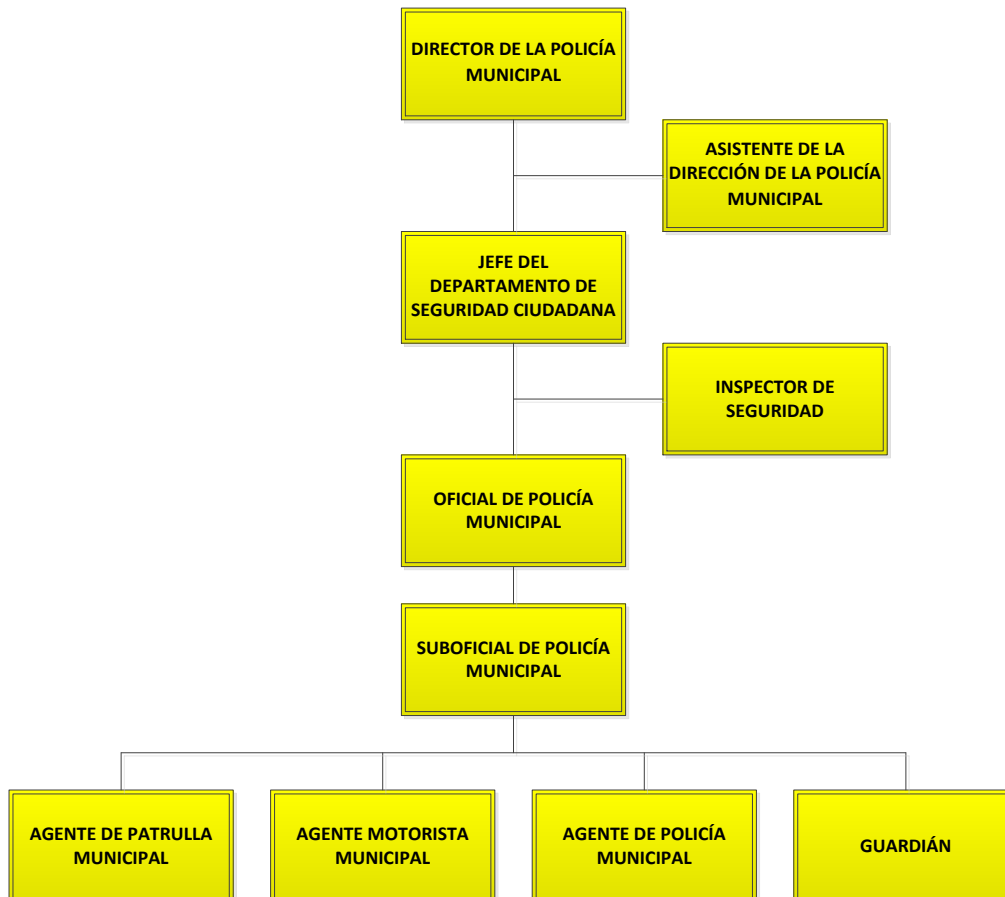 DIRECTOR DE LA POLICÍA
MUNICIPAL
ASISTENTE DE LA
DIRECCIÓN DE LA POLICÍA
MUNICIPAL
JEFE DEL
DEPARTAMENTO DE
SEGURIDAD CIUDADANA
INSPECTOR DE
SEGURIDAD
OFICIAL DE POLICÍA
MUNICIPAL
SUBOFICIAL DE POLICÍA
MUNICIPAL
AGENTE DE PATRULLA
MUNICIPAL
AGENTE MOTORISTA
MUNICIPAL
AGENTE DE POLICÍA
MUNICIPAL
GUARDIÁN